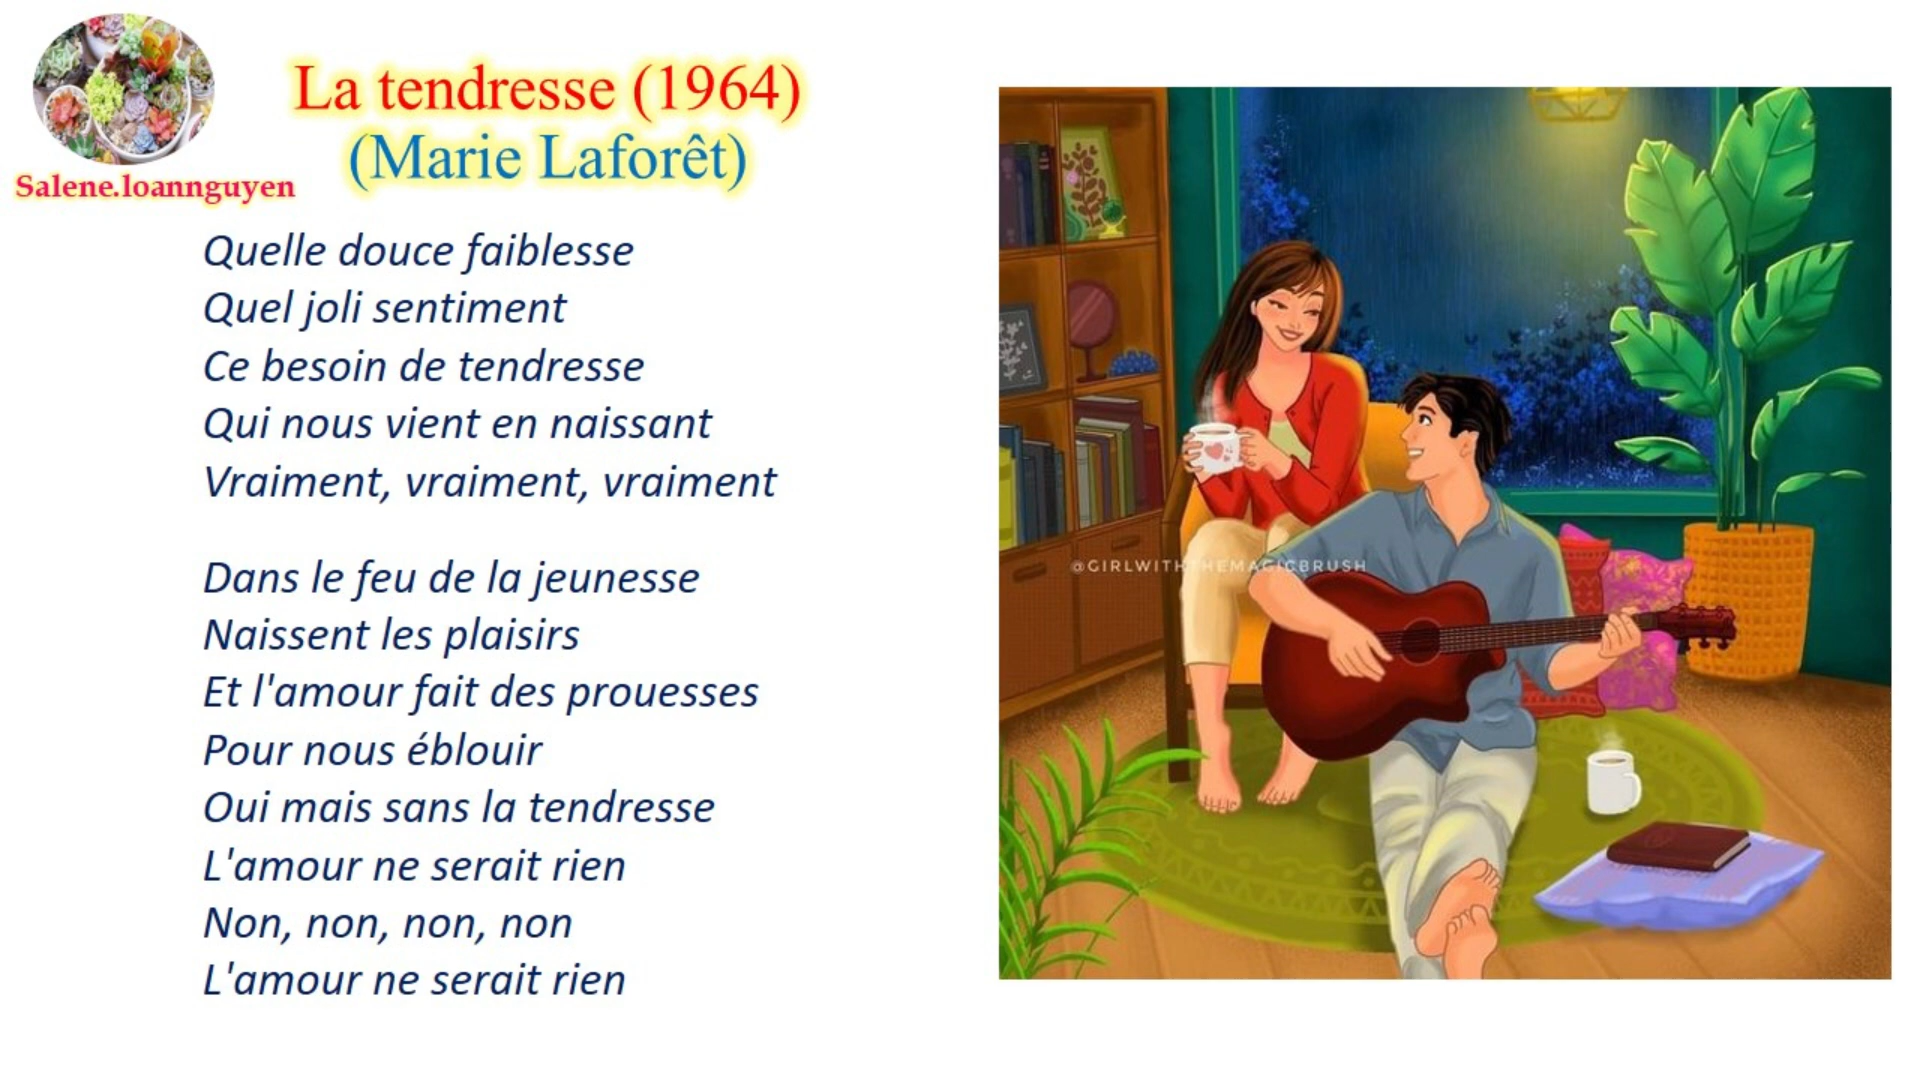 La tendresse (1964)
(Marie Laforêt)
Salene.loannguyen
Quelle douce faiblesse
Quel joli sentiment
Ce besoin de tendresse
Qui nous vient en naissant
Vraiment, vraiment, vraiment
Dans le feu de la jeunesse
Naissent les plaisirs
Et l'amour fait des prouesses
Pour nous éblouir
Oui mais sans la tendresse
L'amour ne serait rien
Non, non, non, non
L'amour ne serait rien
@GIRLWITHTHEMAGICBRUSH